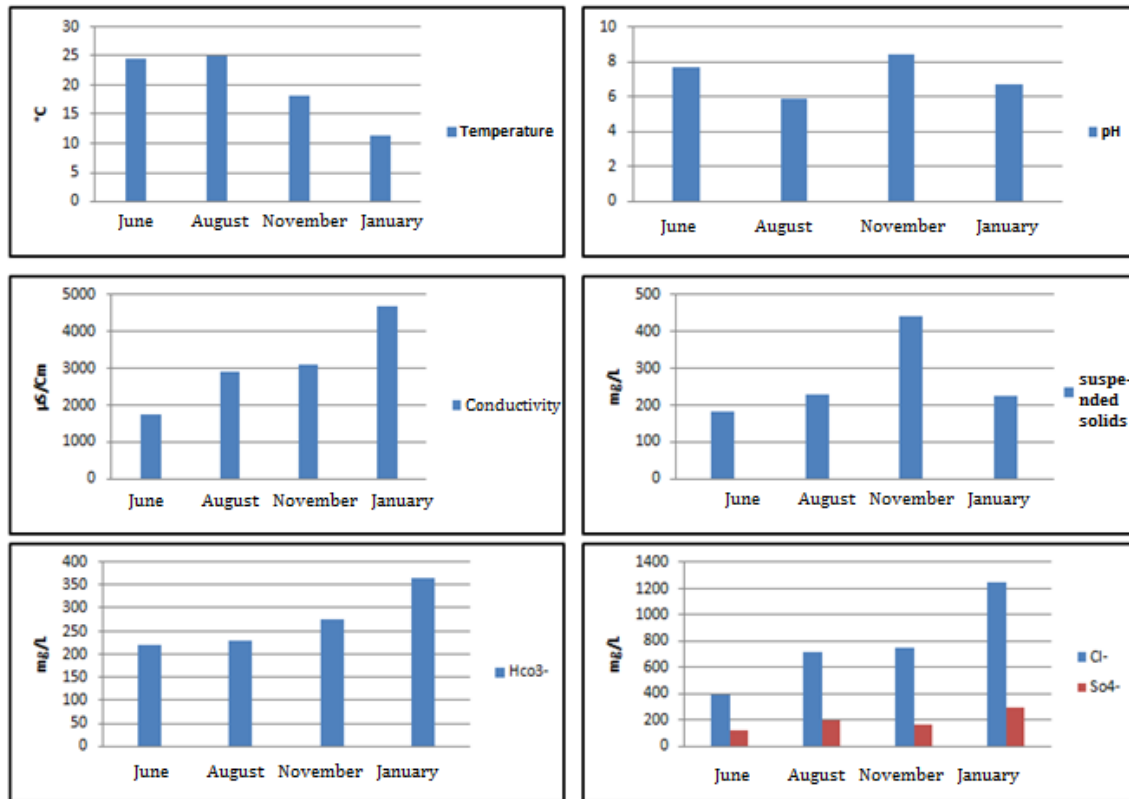 30
25
20
15
10
5
0
°C
June August November January
Temperature
10
8
6
4
2
0
June August November January
pH
5000
4000
3000
2000
1000
0
µS/Cm
June August November January
Conductivity
500
400
300
200
100
0
mg/l
June August November January
suspe-
nded
solids
400
350
300
250
200
150
100
50
0
mg/l
June August November January
Hco3-
1400
1200
1000
800
600
400
200
0
mg/l
June August November January
Cl-
So4-